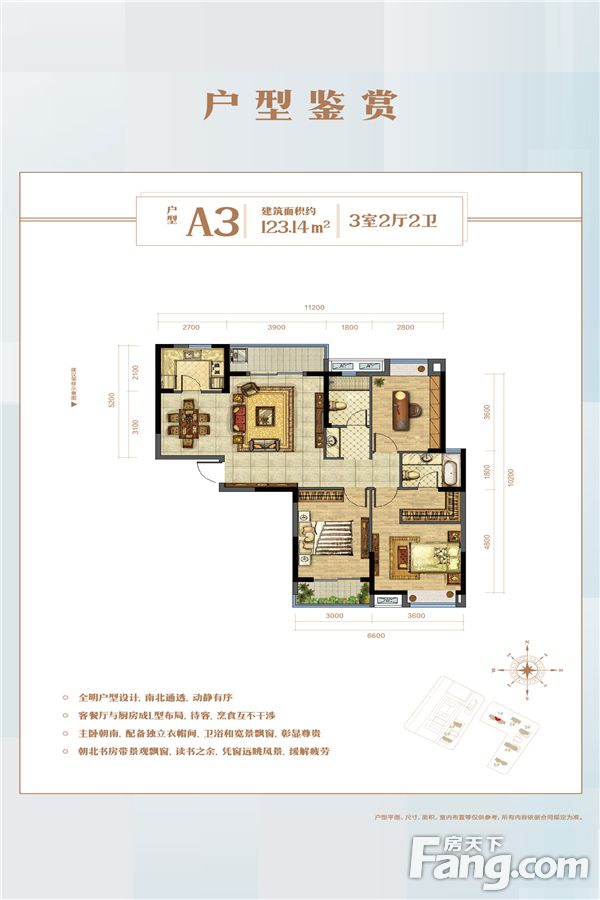 户型鉴赏
户型
A3
建筑面积约
123.14m²
3室2厅2卫
11200
2700
3900
1800
2800
5200
2100
3100
3600
1800
4800
10200
3000
3600
6600
全明户型设计, 南北通透, 动静有序
客餐厅与厨房成L型布局, 待客, 烹食互不干涉
主卧朝南, 配备独立衣帽间, 卫浴和宽景飘窗, 彰显尊贵
朝北书房带景观飘窗, 读书之余, 凭窗远眺风景, 缓解疲劳
户型平面、尺寸、面积、室内布置等仅供参考, 所有内容依据合同拟定为准。
房天下
Fang.com